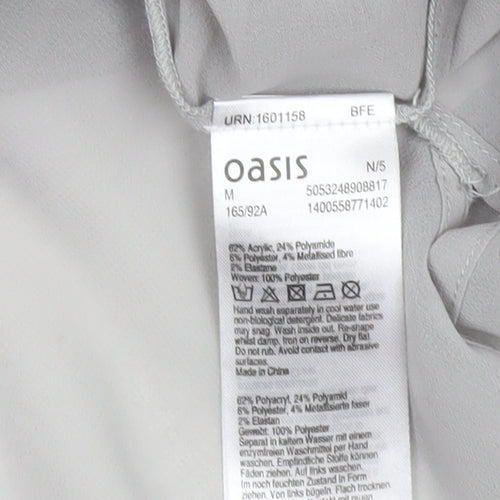 URN:1601158 BFE
oasis N/5
M 5053248908817
165/92A 1400558771402
62% Acrylic, 24% Polyamide
6% Polyester, 4% Metallised fibre
2% Elastane
Woven: 100% Polyester
Hand wash separately in cool water use
non-biological detergent. Delicate fabrics
may snag. Wash inside out. Re-shape
whilst damp, Iron on reverse. Dry flat.
Do not rub. Avoid contact with abrasive
surfaces.
Made in China
62% Polyacryl, 24% Polyamid
6% Polyester, 4% Metallisierte faser
2% Elastan
Gewebt: 100% Polyester
Separat in kaltem Wasser mit einem
enzymfreien Waschmittel per Hand
waschen. Empfindliche Stoffe können
Fäden ziehen. Auf links waschen.
Im noch feuchten Zustand in Form
ziehen. Von links bügeln. Flach trocknen